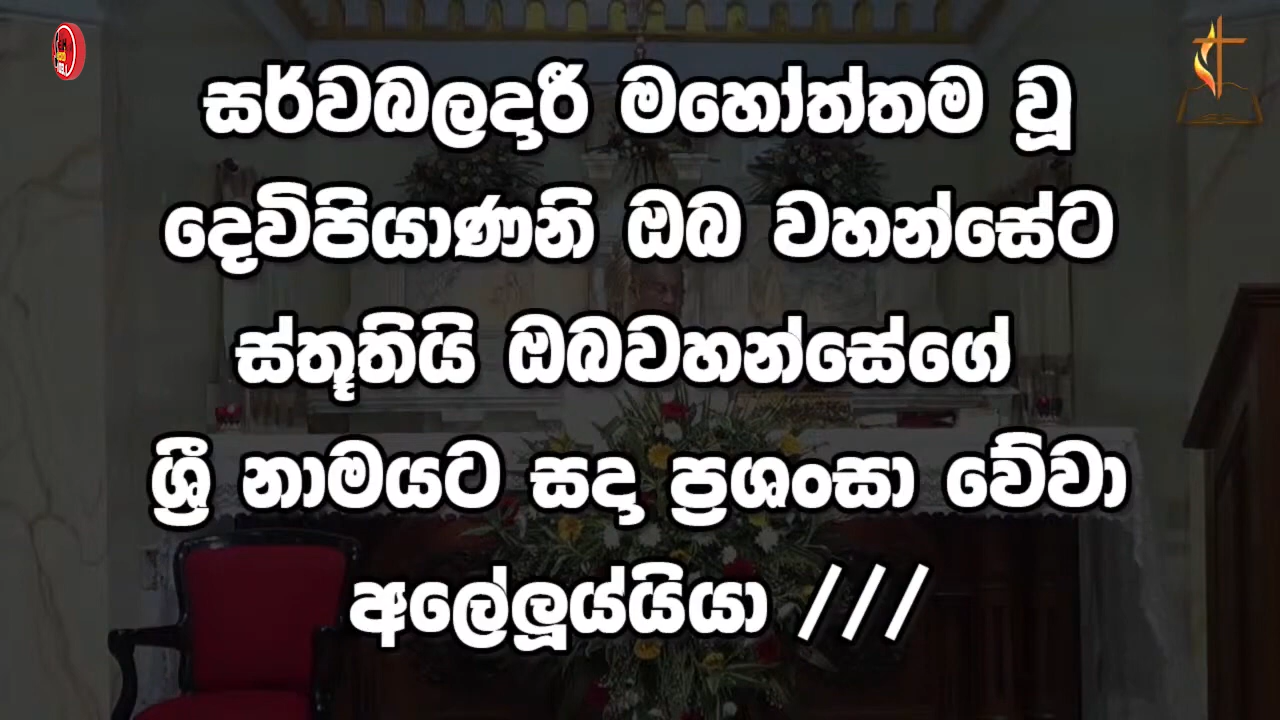 සර්වබලදාරී මහෝත්තම වූ
දෙවිපියාණනි ඔබ වහන්සේට
ස්තූතියි ඔබවහන්සේගේ
ශ්‍රී නාමයට සදා ප්‍රශංසා වේවා
අලේලූය්යියා ///